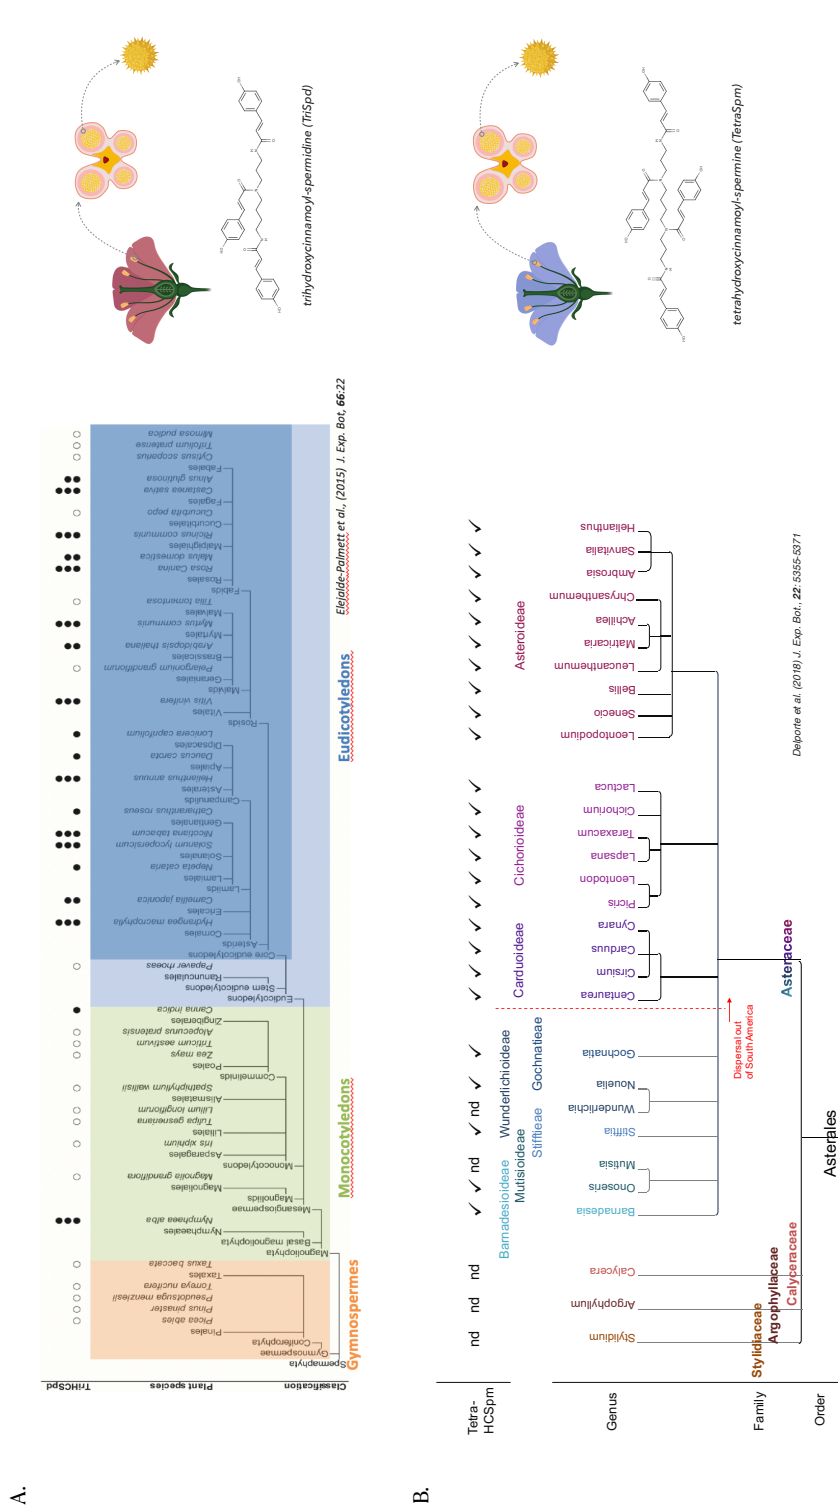 A.
TriHCSpd
Plant species
Classification
Spermaphyta
Gymnospermae
Coniferophyta
Pinales
Picea abies
Pinus pinaster
Pseudotsuga menziesii
Torreya nucifera
Taxales
Taxus baccata
Magnoliophyta
Basal magnoliophyta
Nymphaeales
Nymphaea alba
Mesangiospermae
Magnoliids
Magnoliales
Magnolia grandiflora
Monocotyledons
Asparagales
Iris xiphium
Liliales
Tulipa gesneriana
Lilium longiflorum
Alismatales
Spathiphyllum wallisii
Commelinids
Poales
Zea mays
Triticum aestivum
Alopecurus pratensis
Zingiberales
Canna indica
Eudicotyledons
Stem eudicotyledons
Ranunculales
Papaver rhoeas
Core eudicotyledons
Asterids
Cornales
Hydrangea macrophylla
Ericales
Camellia japonica
Lamiids
Lamiales
Nepeta cataria
Solanales
Solanum lycopersicum
Nicotiana tabacum
Gentianales
Catharanthus roseus
Campanulids
Asterales
Helianthus annuus
Apiales
Daucus carota
Dipsacales
Lonicera caprifolium
Rosids
Vitales
Vitis vinifera
Malvids
Geraniales
Pelargonium grandiflorum
Brassicales
Arabidopsis thaliana
Myrtales
Myrtus communis
Malvales
Tilia tomentosa
Fabids
Rosales
Rosa Canina
Malus domestica
Malpighiales
Ricinus communis
Cucurbitales
Cucurbita pepo
Fagales
Castanea sativa
Alnus glutinosa
Fabales
Cytisus scoparius
Trifolium pratense
Mimosa pudica
Gymnospermes
Monocotyledons
Eudicotyledons
Elejalde-Palmett et al., (2015) J. Exp. Bot, 66:22
trihydroxycinnamoyl-spermidine (TriSpd)
B.
Tetra-
HCSpm
nd
nd
nd
nd
nd
Barnadesioideae
Mutisioideae
Stifftieae
Wunderlichioideae
Gochnatieae
Carduoideae
Cichorioideae
Asteroideae
Genus
Stylidium
Argophyllum
Calycera
Barnadesia
Onoseris
Mutsia
Stifftia
Wunderlichia
Nouelia
Gochnatia
Centaurea
Cirsium
Carduus
Cynara
Picris
Leontodon
Lapsana
Taraxacum
Cichorium
Lactuca
Leontopodium
Senecio
Bellis
Leucanthemum
Matricaria
Achillea
Chrysanthemum
Ambrosia
Sanvitalia
Helianthus
Dispersal out
of South America
Family
Stylidiaceae
Argophyllaceae
Calyceraceae
Asteraceae
Order
Asterales
Delporte et al. (2018) J. Exp. Bot., 22: 5355-5371
tetrahydroxycinnamoyl-spermine (TetraSpm)